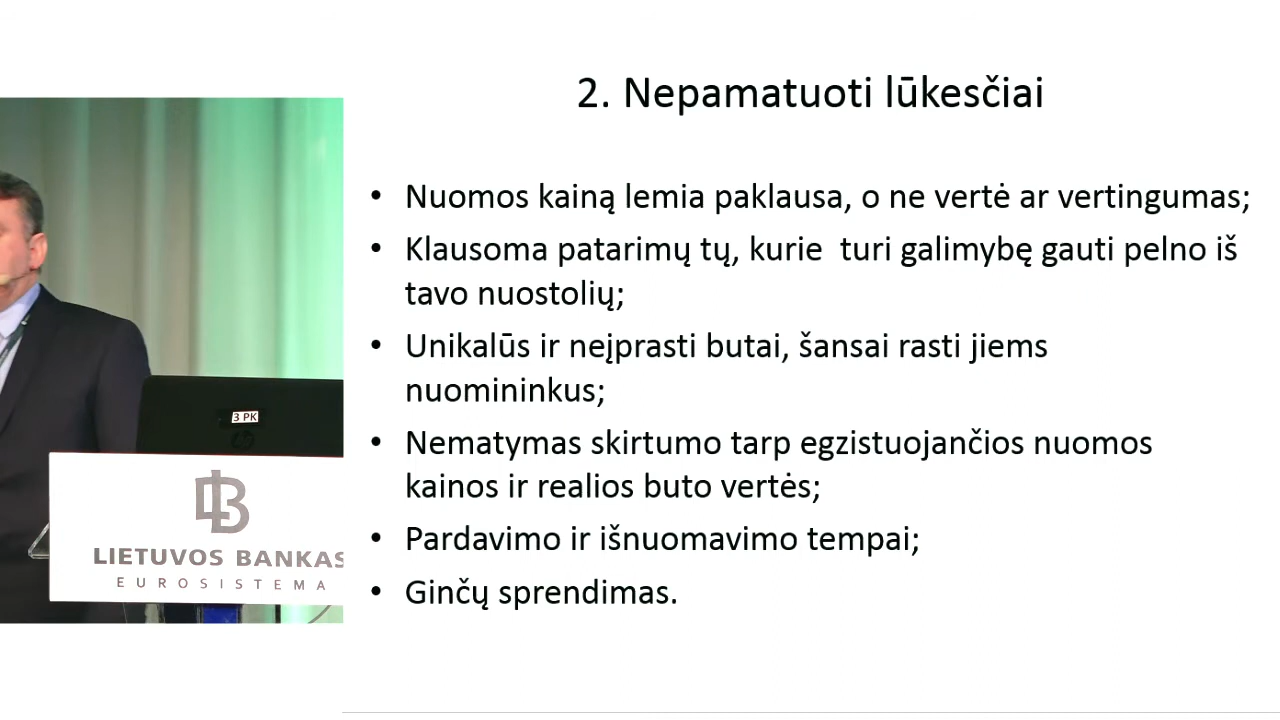 2. Nepamatuoti lūkesčiai
• Nuomos kainą lemia paklausa, o ne vertė ar vertingumas;
• Klausoma patarimų tų, kurie  turi galimybę gauti pelno iš
tavo nuostolių;
• Unikalūs ir neįprasti butai, šansai rasti jiems
nuomininkus;
• Nematymas skirtumo tarp egzistuojančios nuomos
kainos ir realios buto vertės;
• Pardavimo ir išnuomavimo tempai;
• Ginčų sprendimas.
3 PK
LIETUVOS BANKAS
EUROSISTEMA